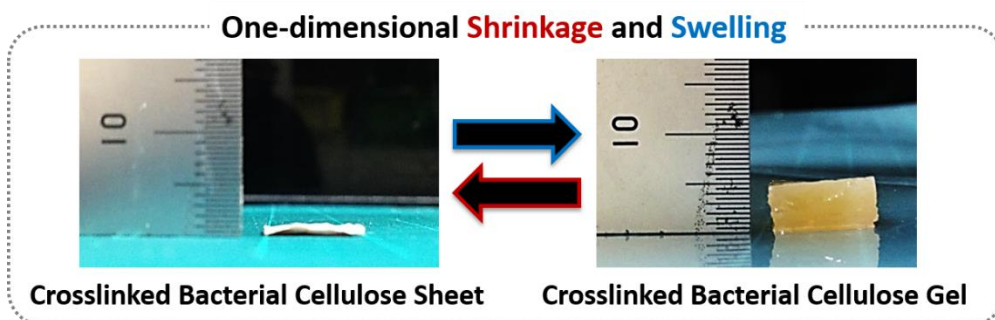 One-dimensional Shrinkage and Swelling
10
10
Crosslinked Bacterial Cellulose Sheet
Crosslinked Bacterial Cellulose Gel